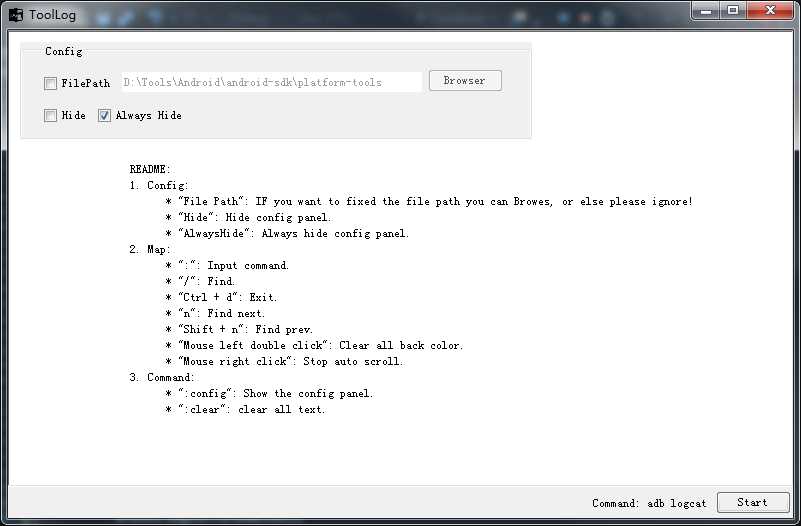 ToolLog
Config
FilePath D:\Tools\Android\android-sdk\platform-tools Browser
Hide Always Hide
README:
1. Config:
* "File Path": IF you want to fixed the file path you can Browes, or else please ignore!
* "Hide": Hide config panel.
* "AlwaysHide": Always hide config panel.
2. Map:
* ":": Input command.
* "/": Find.
* "Ctrl + d": Exit.
* "n": Find next.
* "Shift + n": Find prev.
* "Mouse left double click": Clear all back color.
* "Mouse right click": Stop auto scroll.
3. Command:
* ":config": Show the config panel.
* ":clear": clear all text.
Command: adb logcat Start